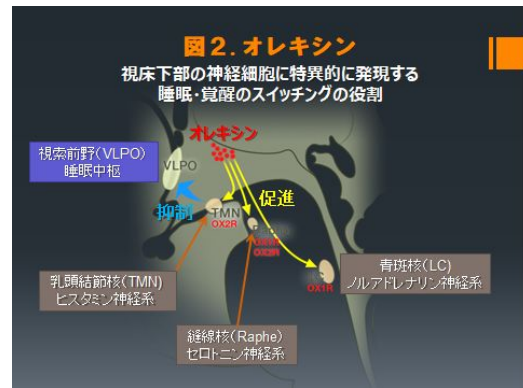 図２.オレキシン
視床下部の神経細胞に特異的に発現する
睡眠・覚醒のスイッチングの役割
オレキシン
視索前野(VLPO)
睡眠中枢
VLPO
促進
抑制
TMN
OX2R
OX1R
OX2R
OX1R
青斑核(LC)
ノルアドレナリン神経系
乳頭結節核(TMN)
ヒスタミン神経系
縫線核(Raphe)
セロトニン神経系